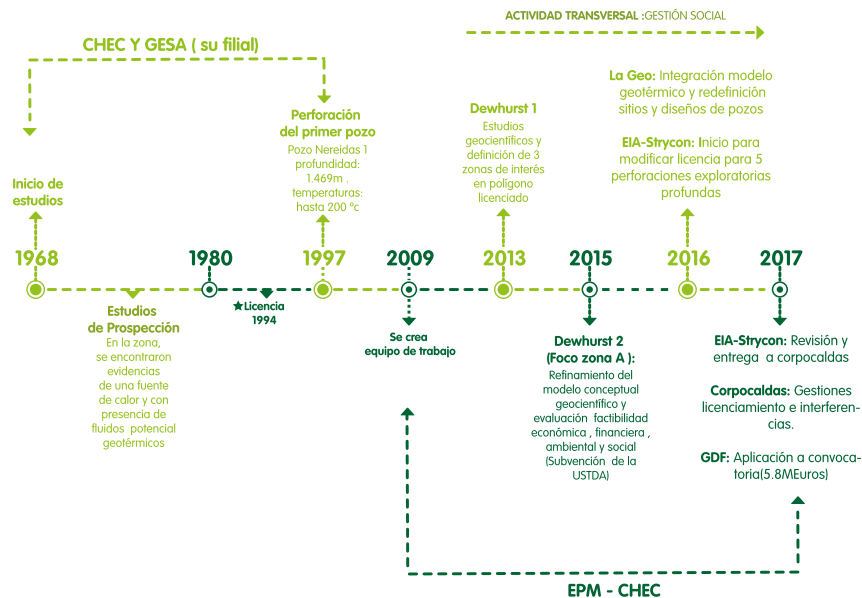 ACTIVIDAD TRANSVERSAL :GESTIÓN SOCIAL
CHEC Y GESA ( su filial)
Inicio de
estudios
1968
Estudios
de Prospección
En la zona,
se encontraron
evidencias
de una fuente
de calor y con
presencia de
fluidos potencial
geotérmicos
1980
★Licencia
1994
Perforación
del primer pozo
Pozo Nereidas 1
profundidad:
1.469m .
temperaturas:
hasta 200 ºc
1997
2009
Se crea
equipo de trabajo
Dewhurst 1
Estudios
geocientíficos y
definición de 3
zonas de interés
en polígono
licenciado
2013
2015
Dewhurst 2
(Foco zona A ):
Refinamiento del
modelo conceptual
geocientífico y
evaluación factibilidad
económica , financiera ,
ambiental y social
(Subvención de la
USTDA)
La Geo: Integración modelo
geotérmico y redefinición
sitios y diseños de pozos
EIA-Strycon: Inicio para
modificar licencia para 5
perforaciones exploratorias
profundas
2016
2017
EIA-Strycon: Revisión y
entrega a corpocaldas
Corpocaldas: Gestiones
licenciamiento e interferen-
cias.
GDF: Aplicación a convoca-
toria(5.8MEuros)
EPM - CHEC